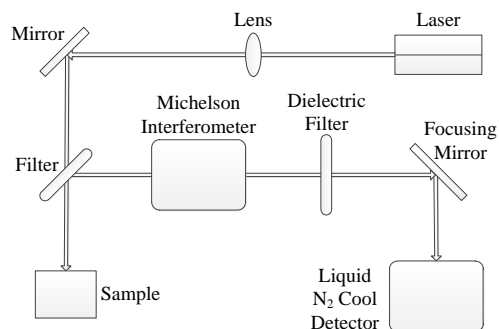 Mirror
Lens
Laser
Michelson
Interferometer
Dielectric
Filter
Focusing
Mirror
Filter
Sample
Liquid
N₂ Cool
Detector